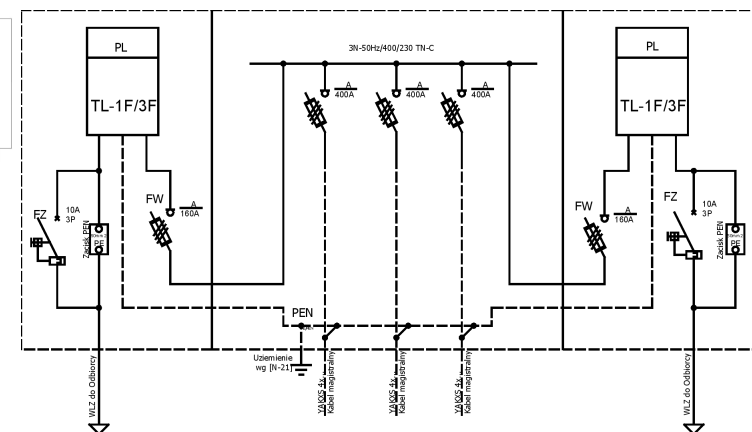 PL
TL-1F/3F
FZ
10A
3P
Zacisk PEN
PE
FW
A
160A
3N-50Hz/400/230 TN-C
A
400A
A
400A
A
400A
PEN
Uziemienie
wg [N-21]
YAKXS 4x
Kabel magistralny
YAKXS 4x
Kabel magistralny
YAKXS 4x
Kabel magistralny
WLZ do Odbiorcy
PL
TL-1F/3F
FW
A
160A
FZ
10A
3P
Zacisk PEN
PE
WLZ do Odbiorcy